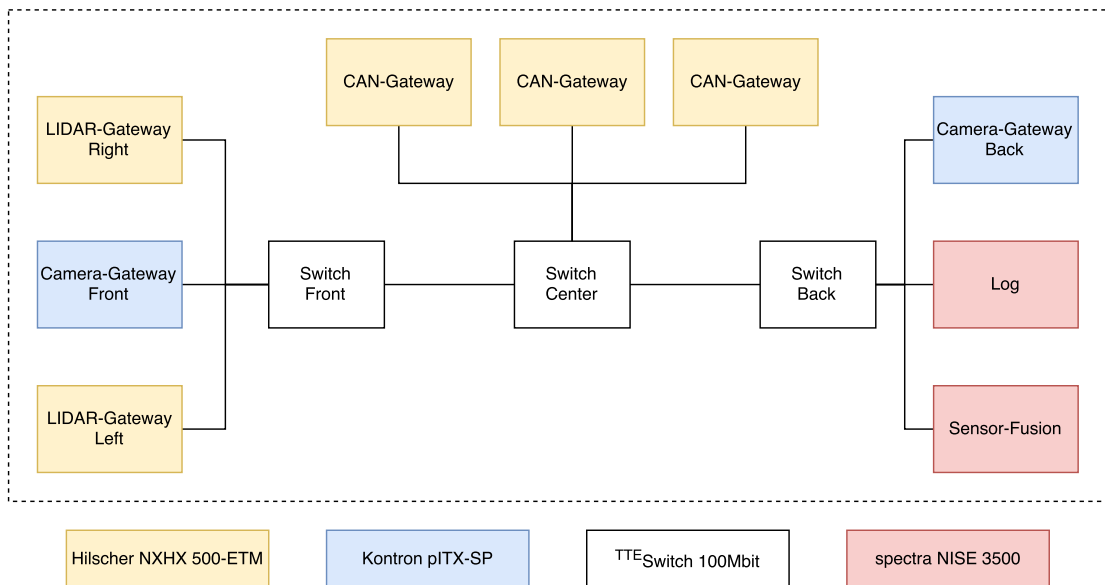 CAN-Gateway
CAN-Gateway
CAN-Gateway
LIDAR-Gateway
Right
Camera-Gateway
Back
Camera-Gateway
Front
Switch
Front
Switch
Center
Switch
Back
Log
LIDAR-Gateway
Left
Sensor-Fusion
Hilscher NXHX 500-ETM
Kontron pITX-SP
TTESwitch 100Mbit
spectra NISE 3500